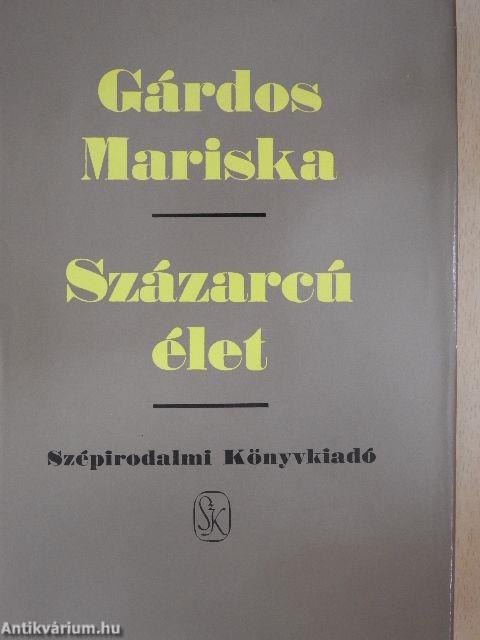 Gárdos
Mariska
Százarcú
élet
Szépirodalmi Könyvkiadó
SzK
Antikvárium.hu